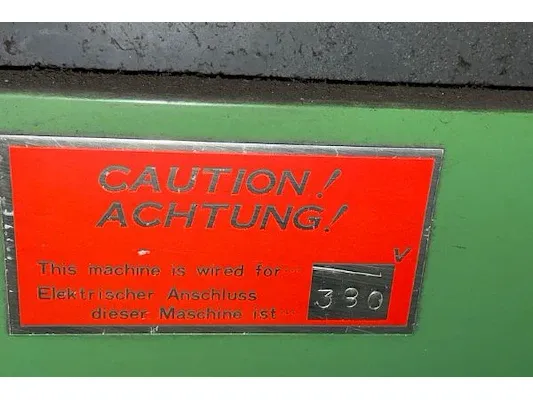 CAUTION!
ACHTUNG!
This machine is wired for
V
Elektrischer Anschluss
380
dieser Maschine ist